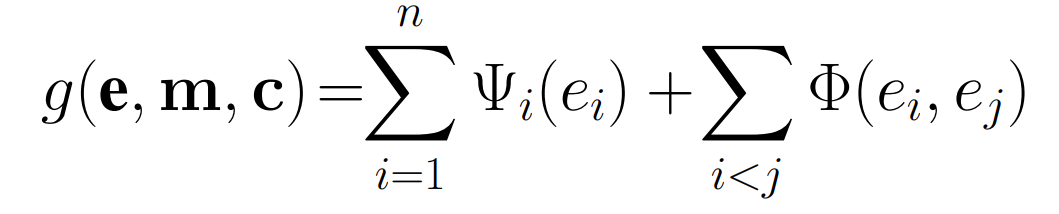 g(𝐞, 𝐦, 𝐜) = ∑_{i=1}^{n} Ψ_i(e_i) + ∑_{i<j} Φ(e_i, e_j)